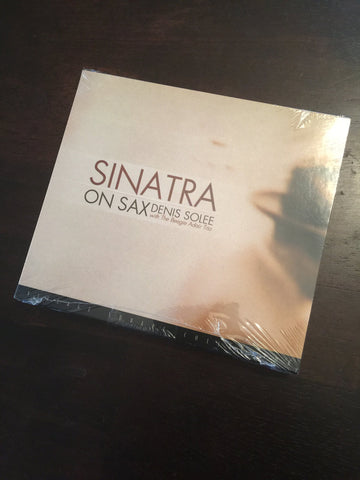 SINATRA
ON SAX DENIS SOLEE
with The Beegie Adair Trio